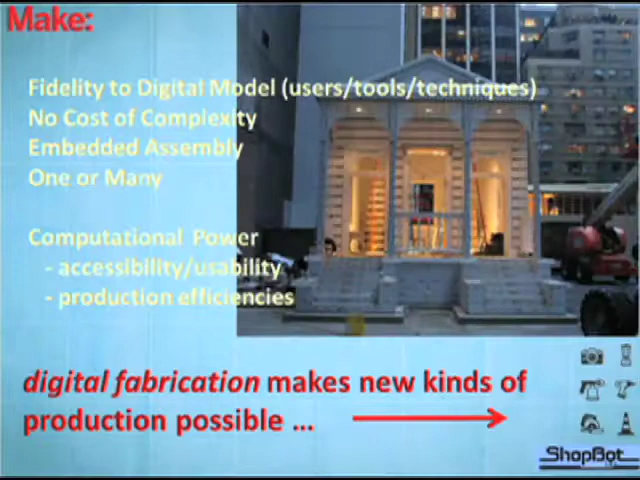 Make:
Fidelity to Digital Model (users/tools/techniques)
No Cost of Complexity
Embedded Assembly
One or Many
Computational Power
- accessibility/usability
- production efficiencies
digital fabrication makes new kinds of
production possible ...
ShopBot